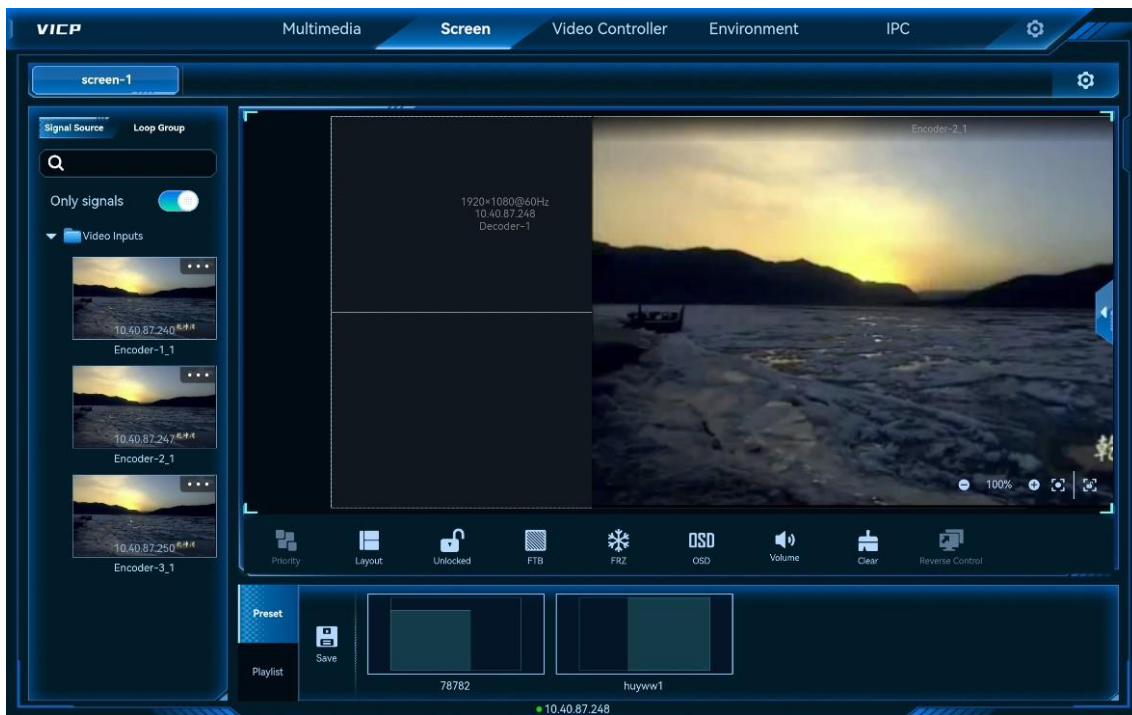 VICP
Multimedia
Screen
Video Controller
Environment
IPC
screen-1
Signal Source
Loop Group
Only signals
Video Inputs
10.40.87.240
Encoder-1_1
10.40.87.247
Encoder-2_1
10.40.87.250
Encoder-3_1
Encoder-2_1
1920×1080@60Hz
10.40.87.248
Decoder-1
100%
Priority
Layout
Unlocked
FTB
FRZ
OSD
OSD
Volume
Clear
Reverse Control
Preset
Playlist
Save
78782
huyww1
10.40.87.248